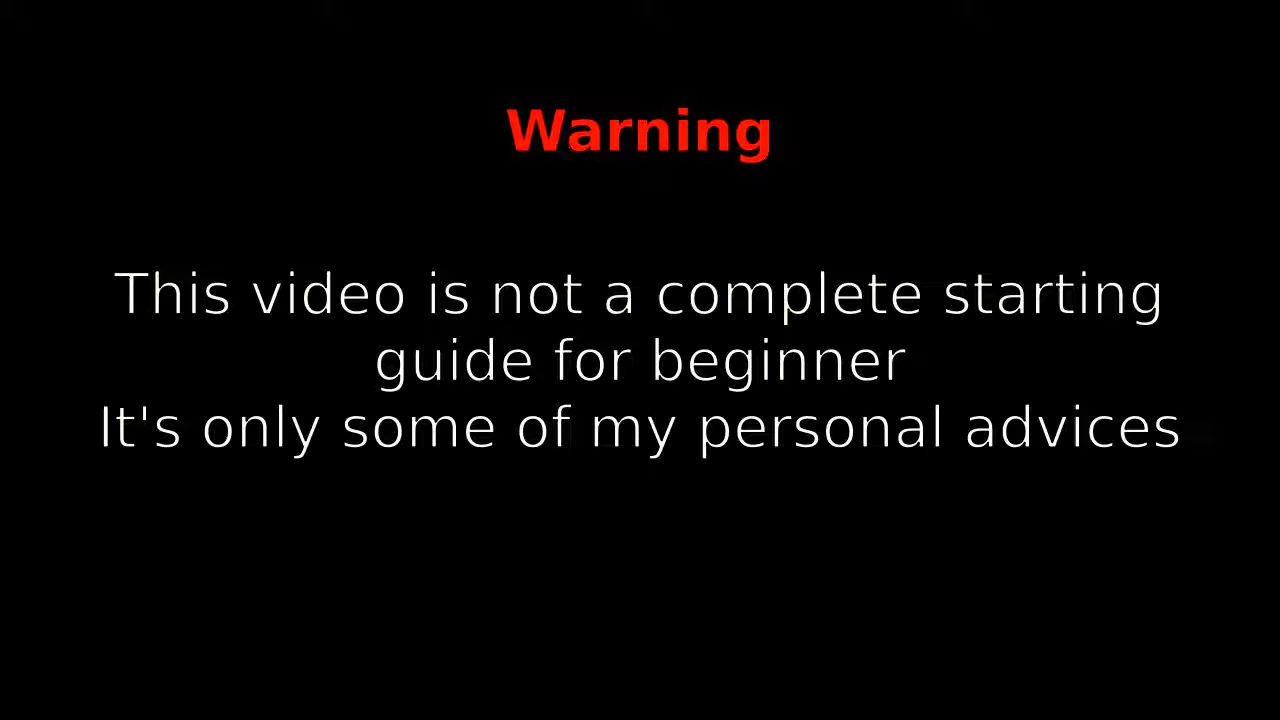 Warning
This video is not a complete starting
guide for beginner
It's only some of my personal advices